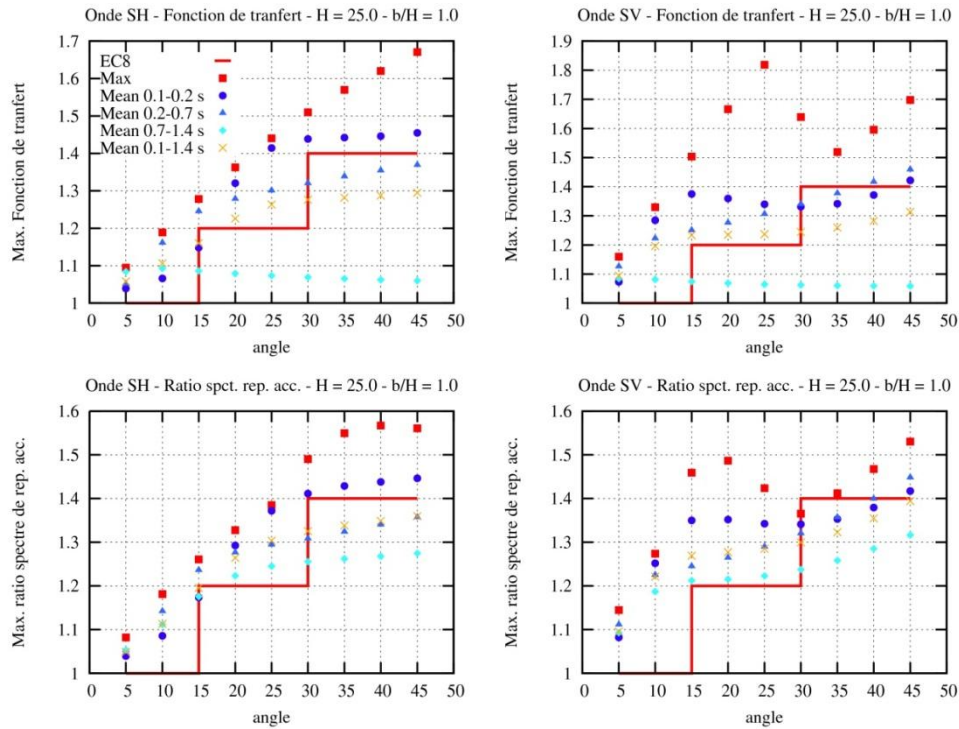 Onde SH - Fonction de tranfert - H = 25.0 - b/H = 1.0
Max. Fonction de tranfert
1.7
1.6
1.5
1.4
1.3
1.2
1.1
1
EC8
Max
Mean 0.1-0.2 s
Mean 0.2-0.7 s
Mean 0.7-1.4 s
Mean 0.1-1.4 s
0 5 10 15 20 25 30 35 40 45 50
angle
Onde SV - Fonction de tranfert - H = 25.0 - b/H = 1.0
Max. Fonction de tranfert
1.9
1.8
1.7
1.6
1.5
1.4
1.3
1.2
1.1
1
0 5 10 15 20 25 30 35 40 45 50
angle
Onde SH - Ratio spct. rep. acc. - H = 25.0 - b/H = 1.0
Max. ratio spectre de rep. acc.
1.6
1.5
1.4
1.3
1.2
1.1
1
0 5 10 15 20 25 30 35 40 45 50
angle
Onde SV - Ratio spct. rep. acc. - H = 25.0 - b/H = 1.0
Max. ratio spectre de rep. acc.
1.6
1.5
1.4
1.3
1.2
1.1
1
0 5 10 15 20 25 30 35 40 45 50
angle